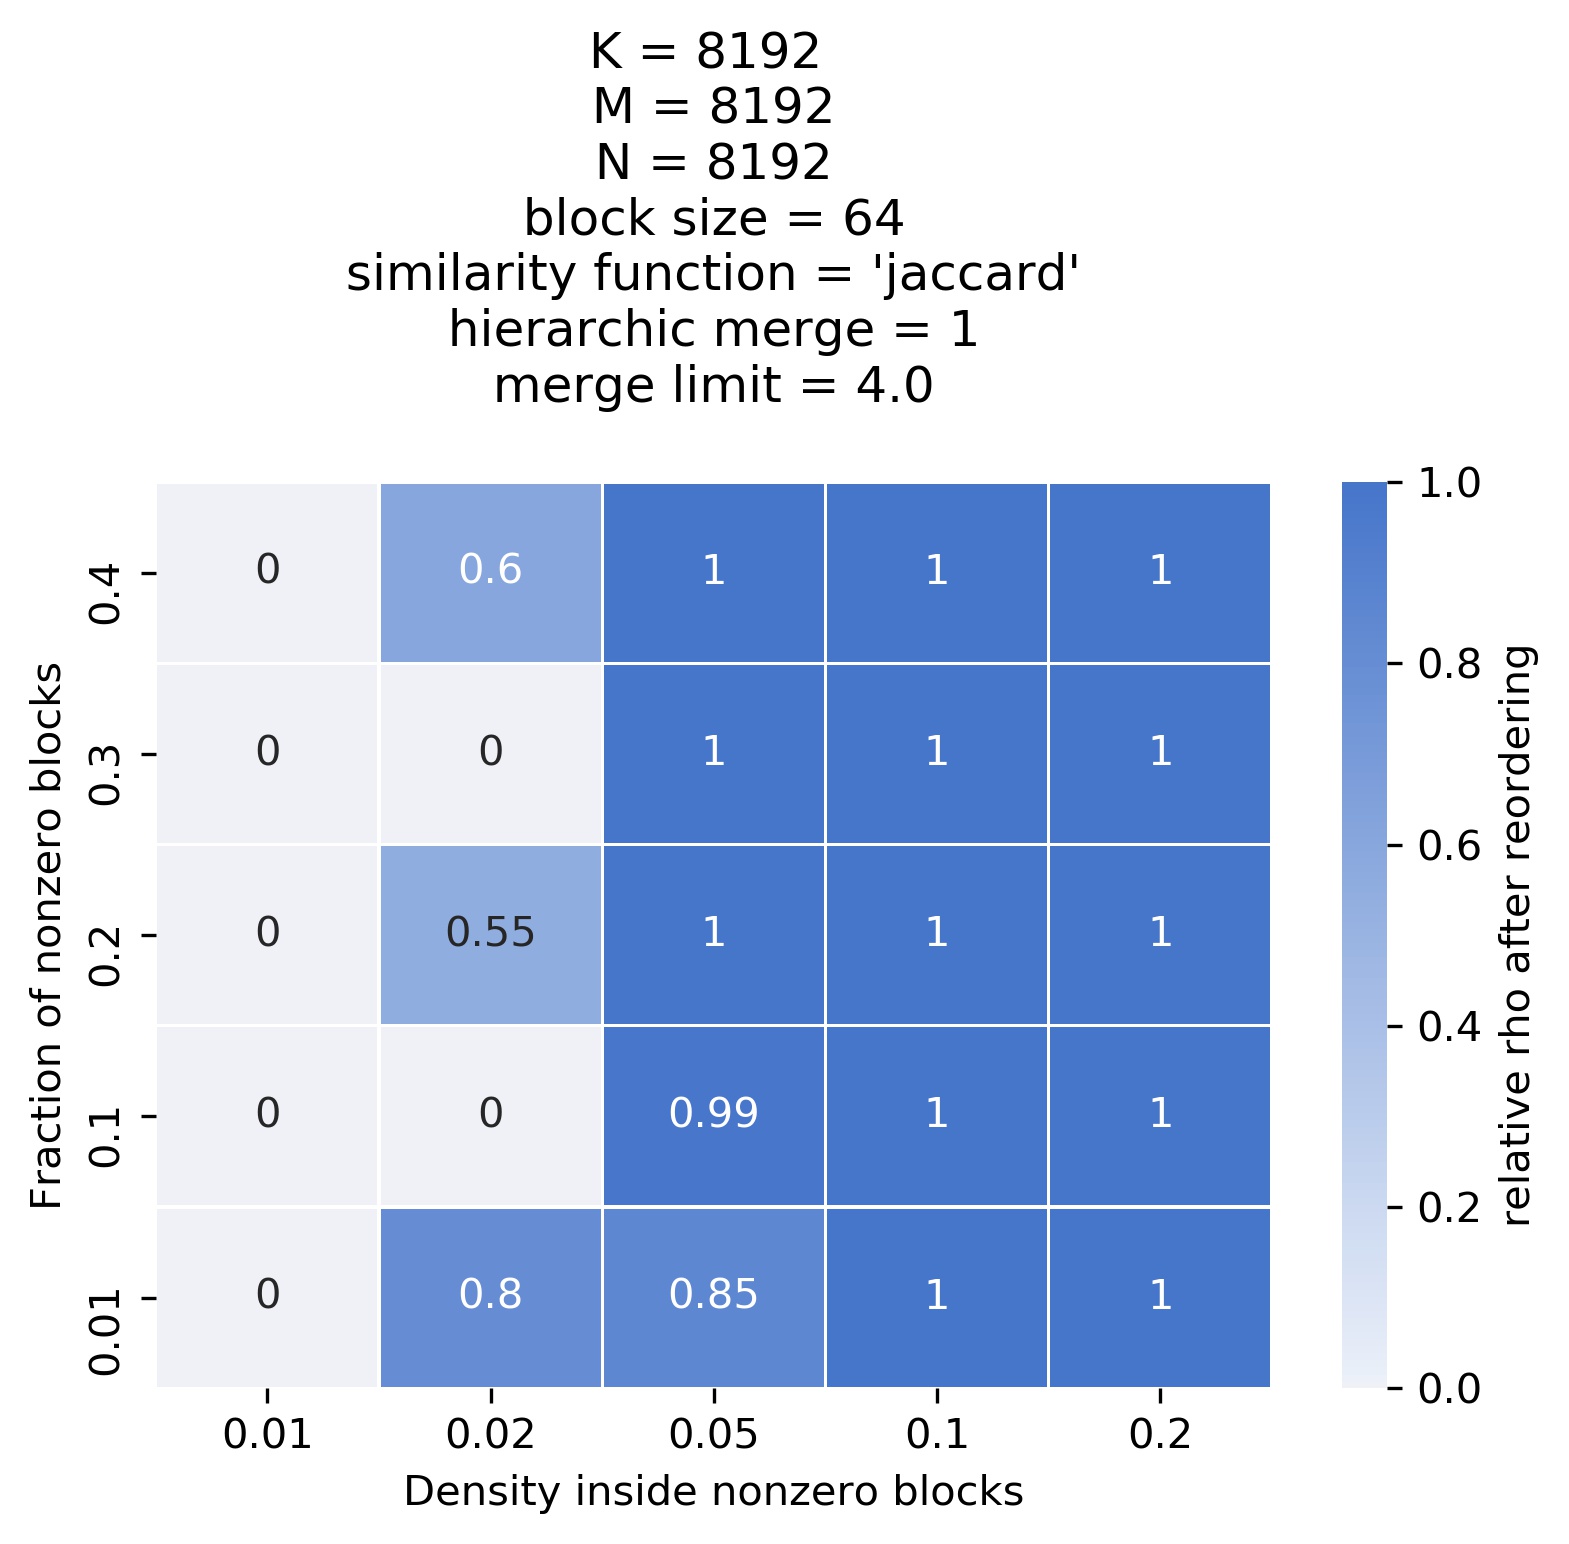 K = 8192
M = 8192
N = 8192
block size = 64
similarity function = 'jaccard'
hierarchic merge = 1
merge limit = 4.0
Fraction of nonzero blocks
0.4 0 0.6 1 1 1
0.3 0 0 1 1 1
0.2 0 0.55 1 1 1
0.1 0 0 0.99 1 1
0.01 0 0.8 0.85 1 1
0.01 0.02 0.05 0.1 0.2
Density inside nonzero blocks
1.0
0.8
0.6
0.4
0.2
0.0
relative rho after reordering